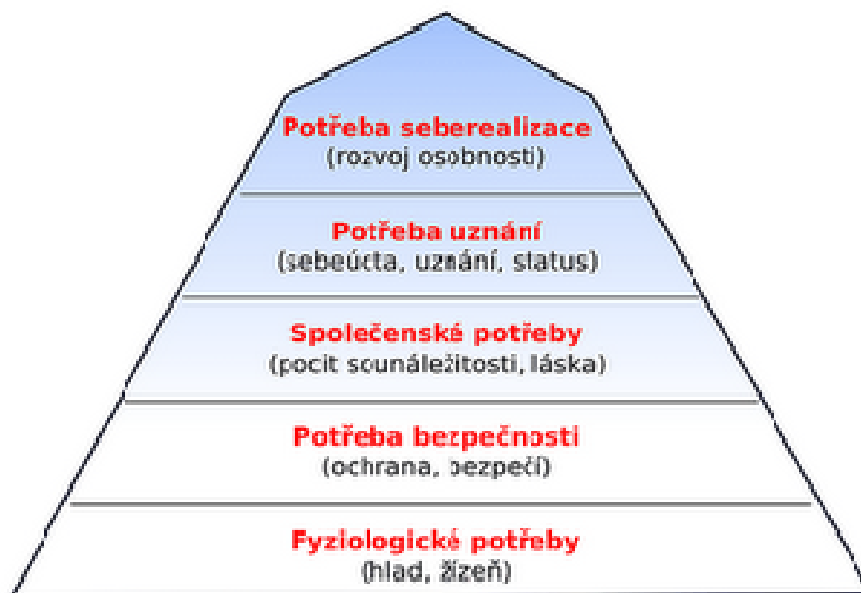 Potřeba seberealizace
(rozvoj osobnosti)
Potřeba uznání
(sebeúcta, uznání, status)
Společenské potřeby
(pocit sounáležitosti, láska)
Potřeba bezpečnosti
(ochrana, bezpečí)
Fyziologické potřeby
(hlad, žízeň)